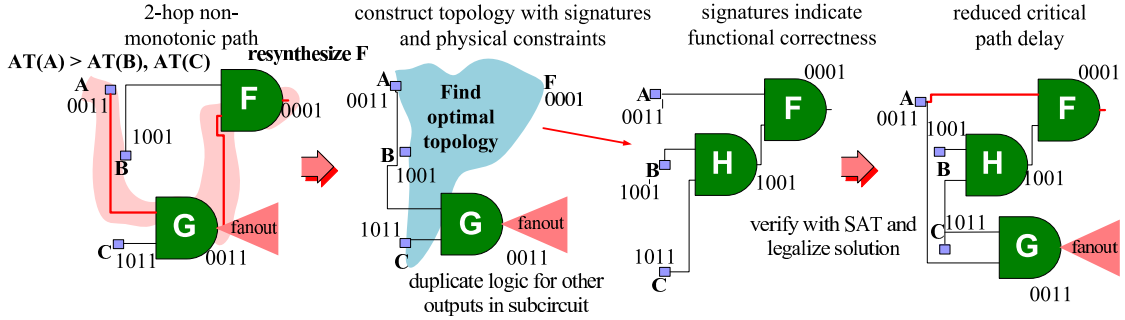 2-hop non-
monotonic path
AT(A) > AT(B), AT(C)
resynthesize F
A
0011
F
0001
1001
B
G
fanout
C
1011
0011
construct topology with signatures
and physical constraints
A
0011
F
0001
Find
optimal
topology
B
1001
1011
G
fanout
C
0011
duplicate logic for other
outputs in subcircuit
signatures indicate
functional correctness
0001
A
0011
F
H
B
1001
1001
1011
C
verify with SAT and
legalize solution
reduced critical
path delay
0001
A
0011
F
1001
B
H
1001
1011
C
G
fanout
0011